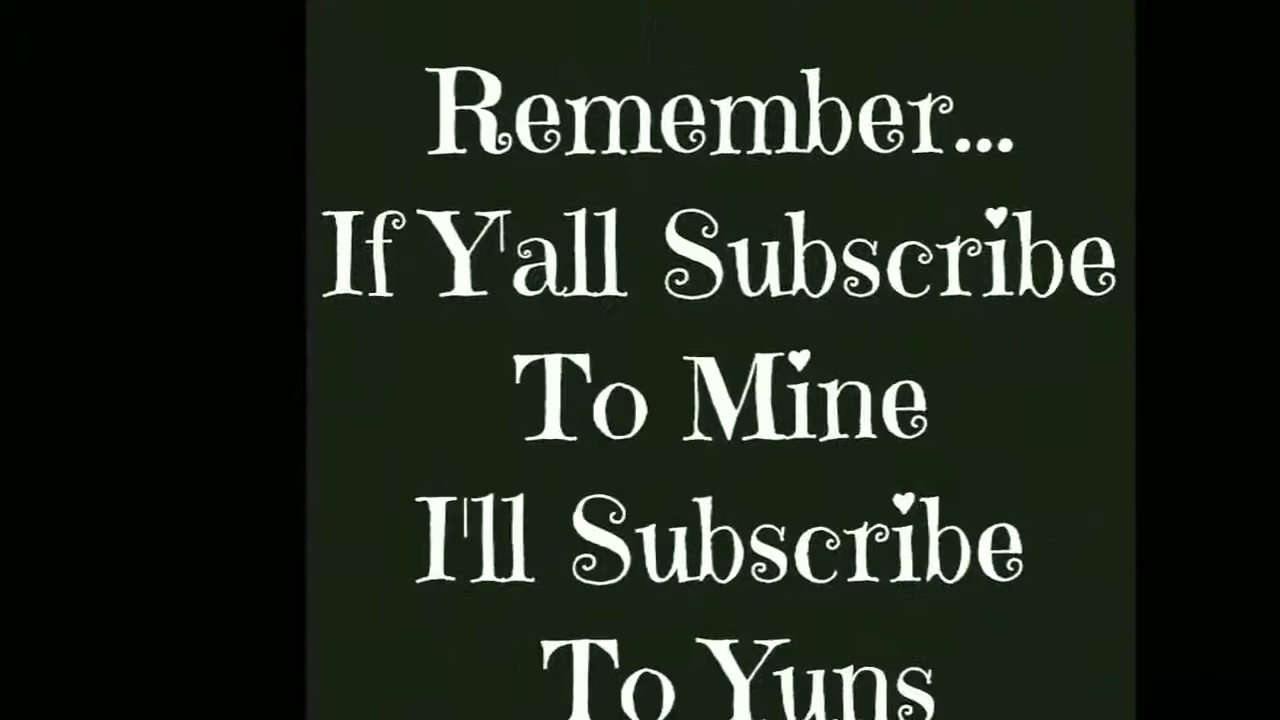 Remember...
If Y'all Subscribe
To Mine
I'll Subscribe
To Yuns